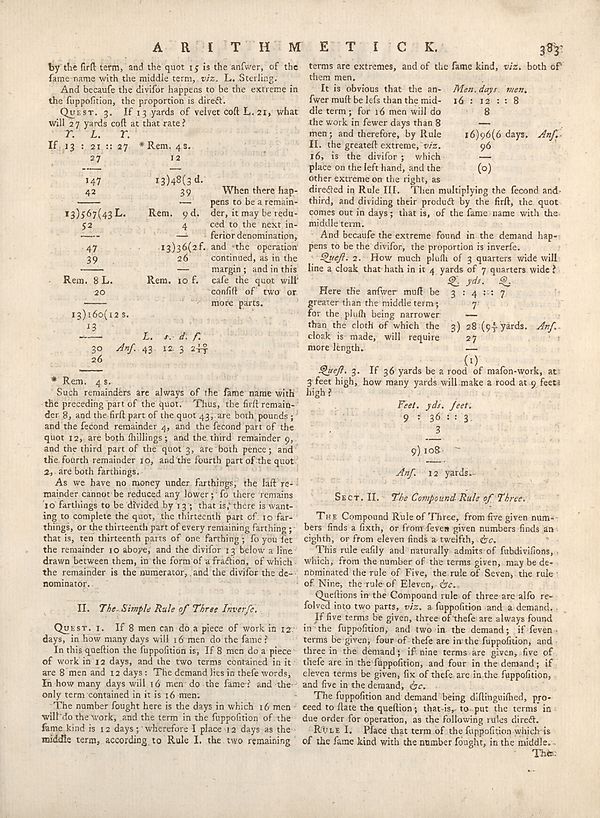 ARITHMETICK. 383
by the firſt term, and the quot 15 is the anſwer, of the
ſame name with the middle term, viz. L. Sterling.
And becauſe the diviſor happens to be the extreme in
the ſuppoſition, the proportion is direct.
QUEST. 3. If 13 yards of velvet coſt L. 21, what
will 27 yards coſt at that rate?
Y. L. Y.
If 13 : 21 :: 27
27
147
42
13)567(43 L.
52
47
39
Rem. 8 L.
20
13)160(12 s.
13
30
26
* Rem. 4 s.
* Rem. 4 s.
12
13)48(3 d.
39
Rem. 9 d.
4
13)36(2 f.
26
Rem. 10 f.
L. s. d. f.
Anſ. 43 12 3 2 10/13
When there hap-
pens to be a remain-
der, it may be redu-
ced to the next in-
ferior denomination,
and the operation
continued, as in the
margin; and in this
caſe the quot will
conſiſt of two or
more parts.
Such remainders are always of the ſame name with
the preceding part of the quot. Thus, the firſt remain-
der 8, and the firſt part of the quot 43, are both pounds;
and the ſecond remainder 4, and the ſecond part of the
quot 12, are both ſhillings; and the third remainder 9,
and the third part of the quot 3, are both pence; and
the fourth remainder 10, and the fourth part of the quot
2, are both farthings.
As we have no money under farthings, the laſt re-
mainder cannot be reduced any lower; ſo there remains
10 farthings to be divided by 13; that is, there is want-
ing to complete the quot, the thirteenth part of 10 far-
things, or the thirteenth part of every remaining farthing;
that is, ten thirteenth parts of one farthing; ſo you ſet
the remainder 10 above, and the diviſor 13 below a line
drawn between them, in the form of a fraction, of which
the remainder is the numerator, and the diviſor the de-
nominator.
II. The Simple Rule of Three Inverſe.
QUEST. 1. If 8 men can do a piece of work in 12
days, in how many days will 16 men do the ſame?
In this queſtion the ſuppoſition is, If 8 men do a piece
of work in 12 days, and the two terms contained in it
are 8 men and 12 days: The demand lies in theſe words,
In how many days will 16 men do the ſame? and the
only term contained in it is 16 men.
The number ſought here is the days in which 16 men
will do the work, and the term in the ſuppoſition of the
ſame kind is 12 days; wherefore I place 12 days as the
middle term, according to Rule I. the two remaining
terms are extremes, and of the ſame kind, viz. both of
them men.
It is obvious that the an-
ſwer muſt be leſs than the mid-
dle term; for 16 men will do
the work in fewer days than 8
men; and therefore, by Rule
II. the greateſt extreme, viz.
16, is the diviſor; which
place on the left hand, and the
other extreme on the right, as
Men. days men.
16 : 12 :: 8
8
16)96(6 days. Anſ.
96
(0)
directed in Rule III. Then multiplying the ſecond and
third, and dividing their product by the firſt, the quot
comes out in days; that is, of the ſame name with the
middle term.
And becauſe the extreme found in the demand hap-
pens to be the diviſor, the proportion is inverſe.
Queſt. 2. How much pluſh of 3 quarters wide will
line a cloak that hath in it 4 yards of 7 quarters wide?
Here the anſwer muſt be
greater than the middle term;
for the pluſh being narrower
than the cloth of which the
cloak is made, will require
more length.
Q. yds. Q.
3 : 4 :: 7
7
3) 28 (9⅓ yards. Anſ.
27
(1)
Queſt. 3. If 36 yards be a rood of maſon-work, at
3 feet high, how many yards will make a rood at 9 feet
high?
Feet. yds. feet.
9 : 36 :: 3
3
9) 108
Anſ. 12 yards.
SECT. II. The Compound Rule of Three.
THE Compound Rule of Three, from five given num-
bers finds a ſixth, or from ſeven given numbers finds an
eighth, or from eleven finds a twelfth, &c.
This rule eaſily and naturally admits of ſubdiviſions,
which, from the number of the terms given, may be de-
nominated the rule of Five, the rule of Seven, the rule
of Nine, the rule of Eleven, &c.
Queſtions in the Compound rule of three are alſo re-
ſolved into two parts, viz. a ſuppoſition and a demand.
If five terms be given, three of theſe are always found
in the ſuppoſition, and two in the demand; if ſeven
terms be given, four of theſe are in the ſuppoſition, and
three in the demand; if nine terms are given, five of
theſe are in the ſuppoſition, and four in the demand; if
eleven terms be given, ſix of theſe are in the ſuppoſition,
and five in the demand, &c.
The ſuppoſition and demand being diſtinguiſhed, pro-
ceed to ſtate the queſtion; that is, to put the terms in
due order for operation, as the following rules direct.
RULE I. Place that term of the ſuppoſition which is
of the ſame kind with the number ſought, in the middle.
The